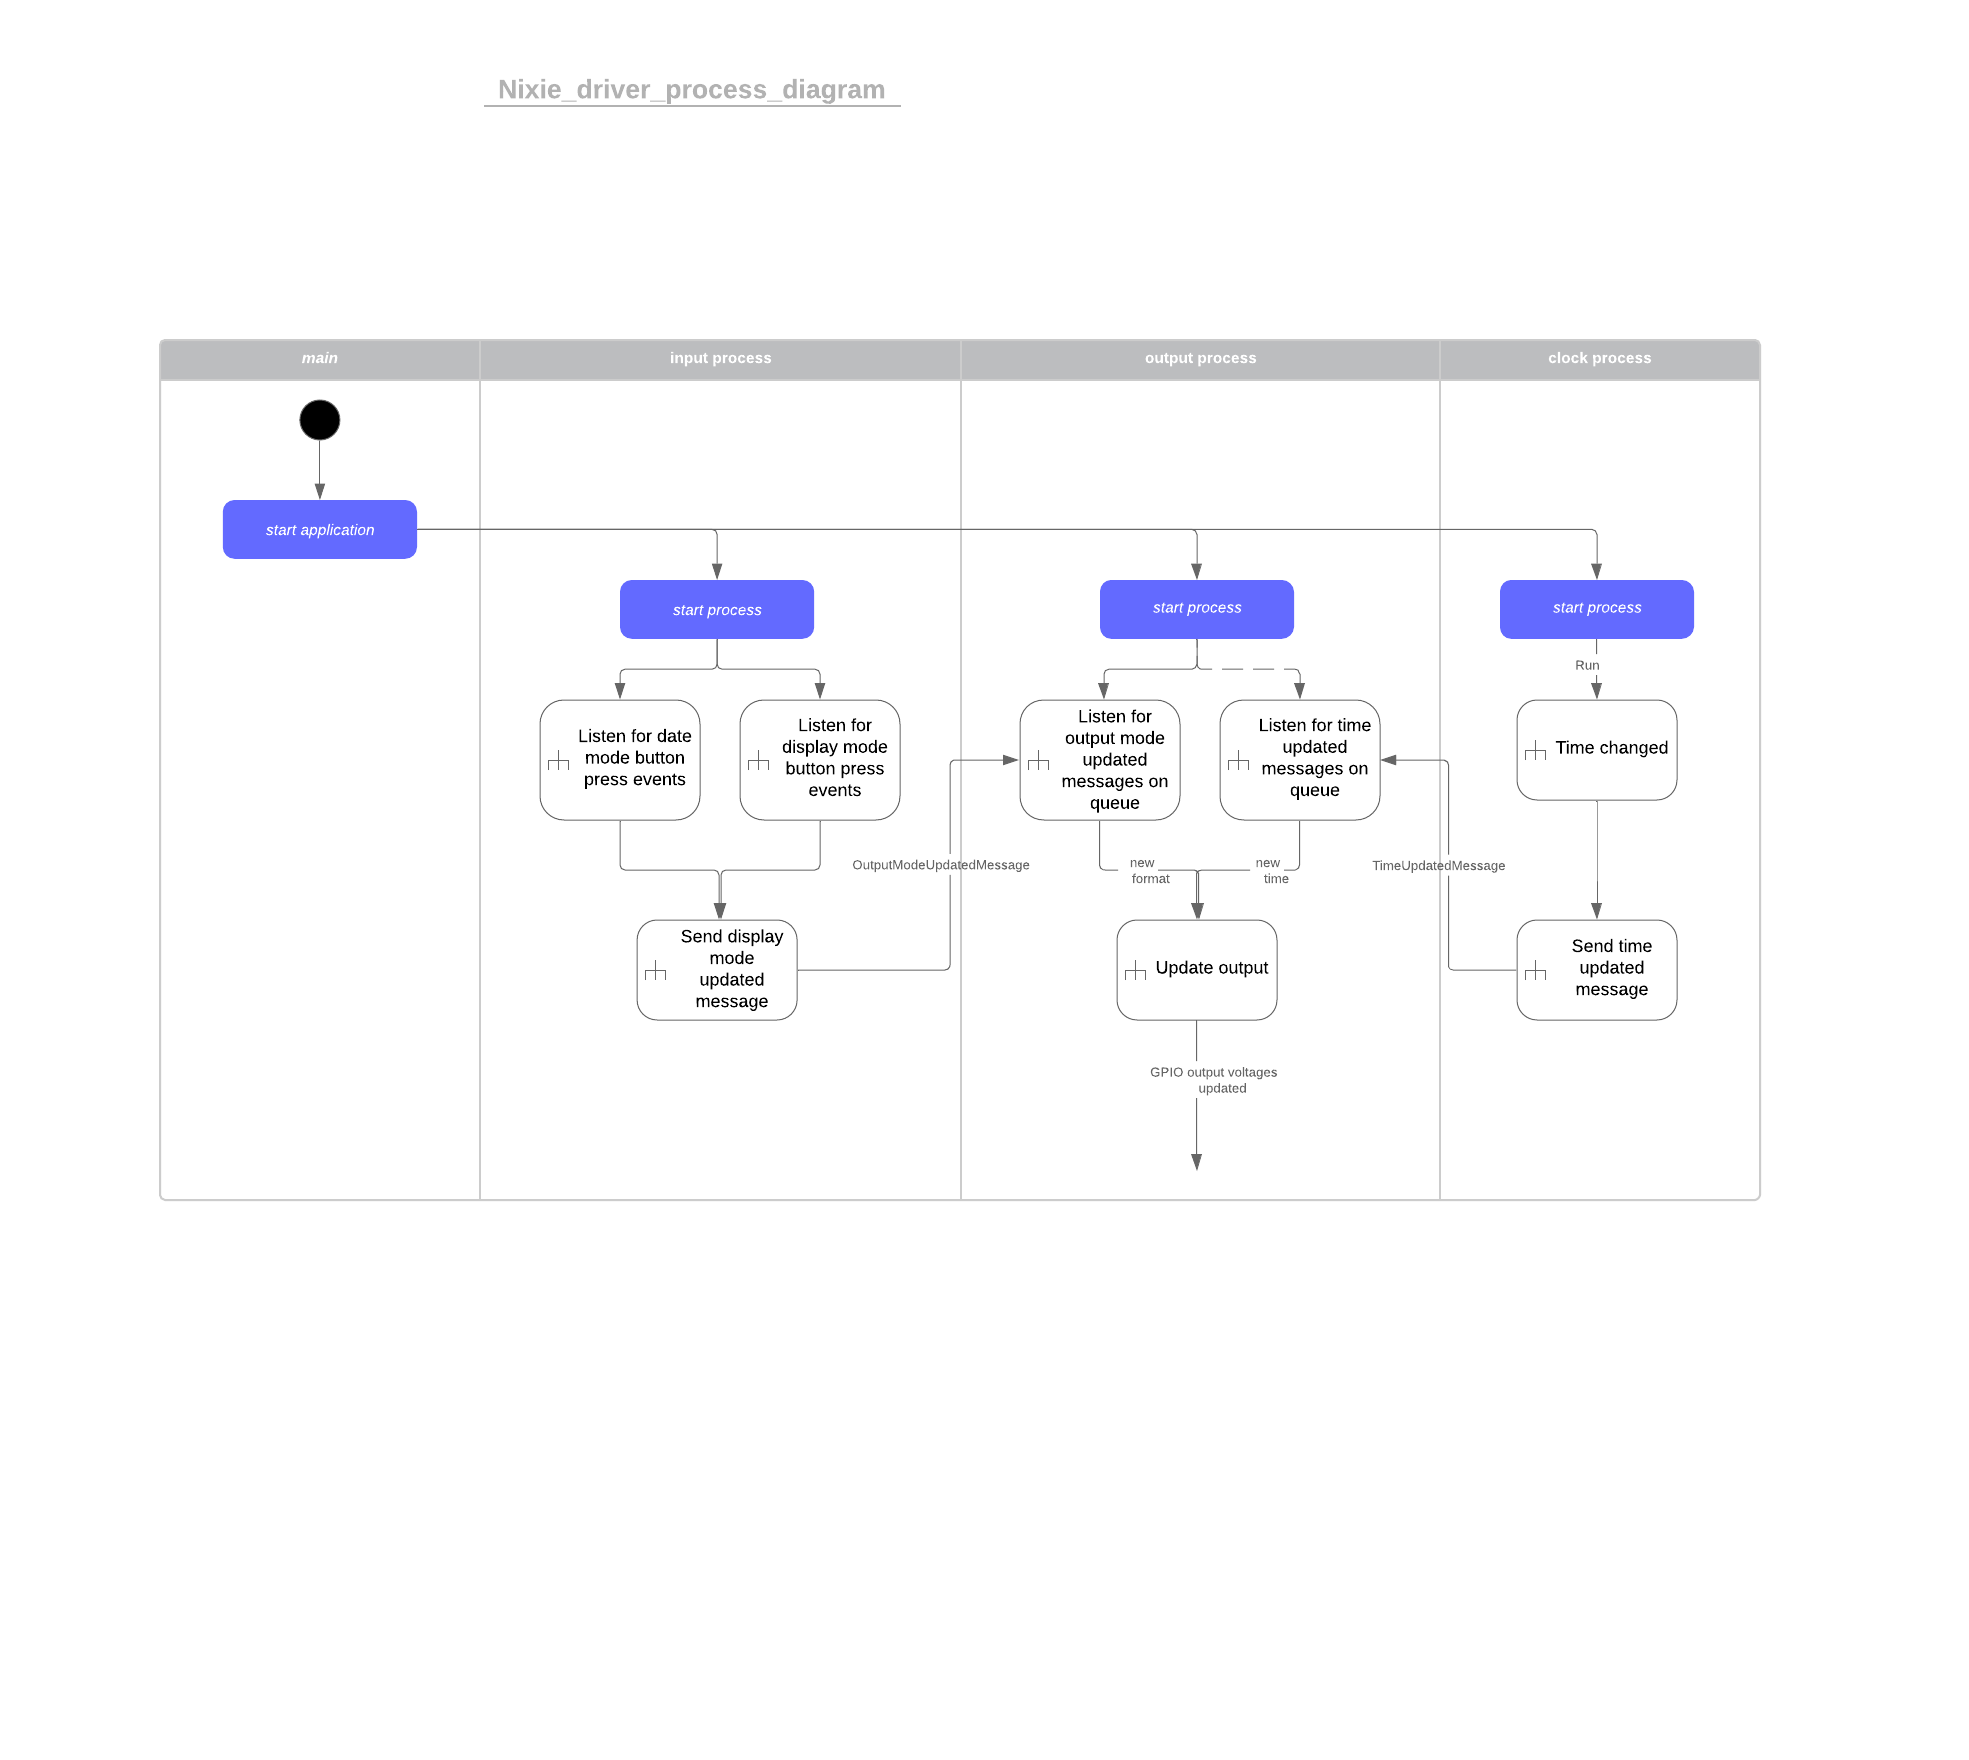 Nixie_driver_process_diagram
main
input process
output process
clock process
start application
start process
start process
start process
Run
Listen for date
mode button
press events
Listen for
display mode
button press
events
Listen for
output mode
updated
messages on
queue
Listen for time
updated
messages on
queue
Time changed
OutputModeUpdatedMessage
new
format
new
time
TimeUpdatedMessage
Send display
mode
updated
message
Update output
Send time
updated
message
GPIO output voltages
updated